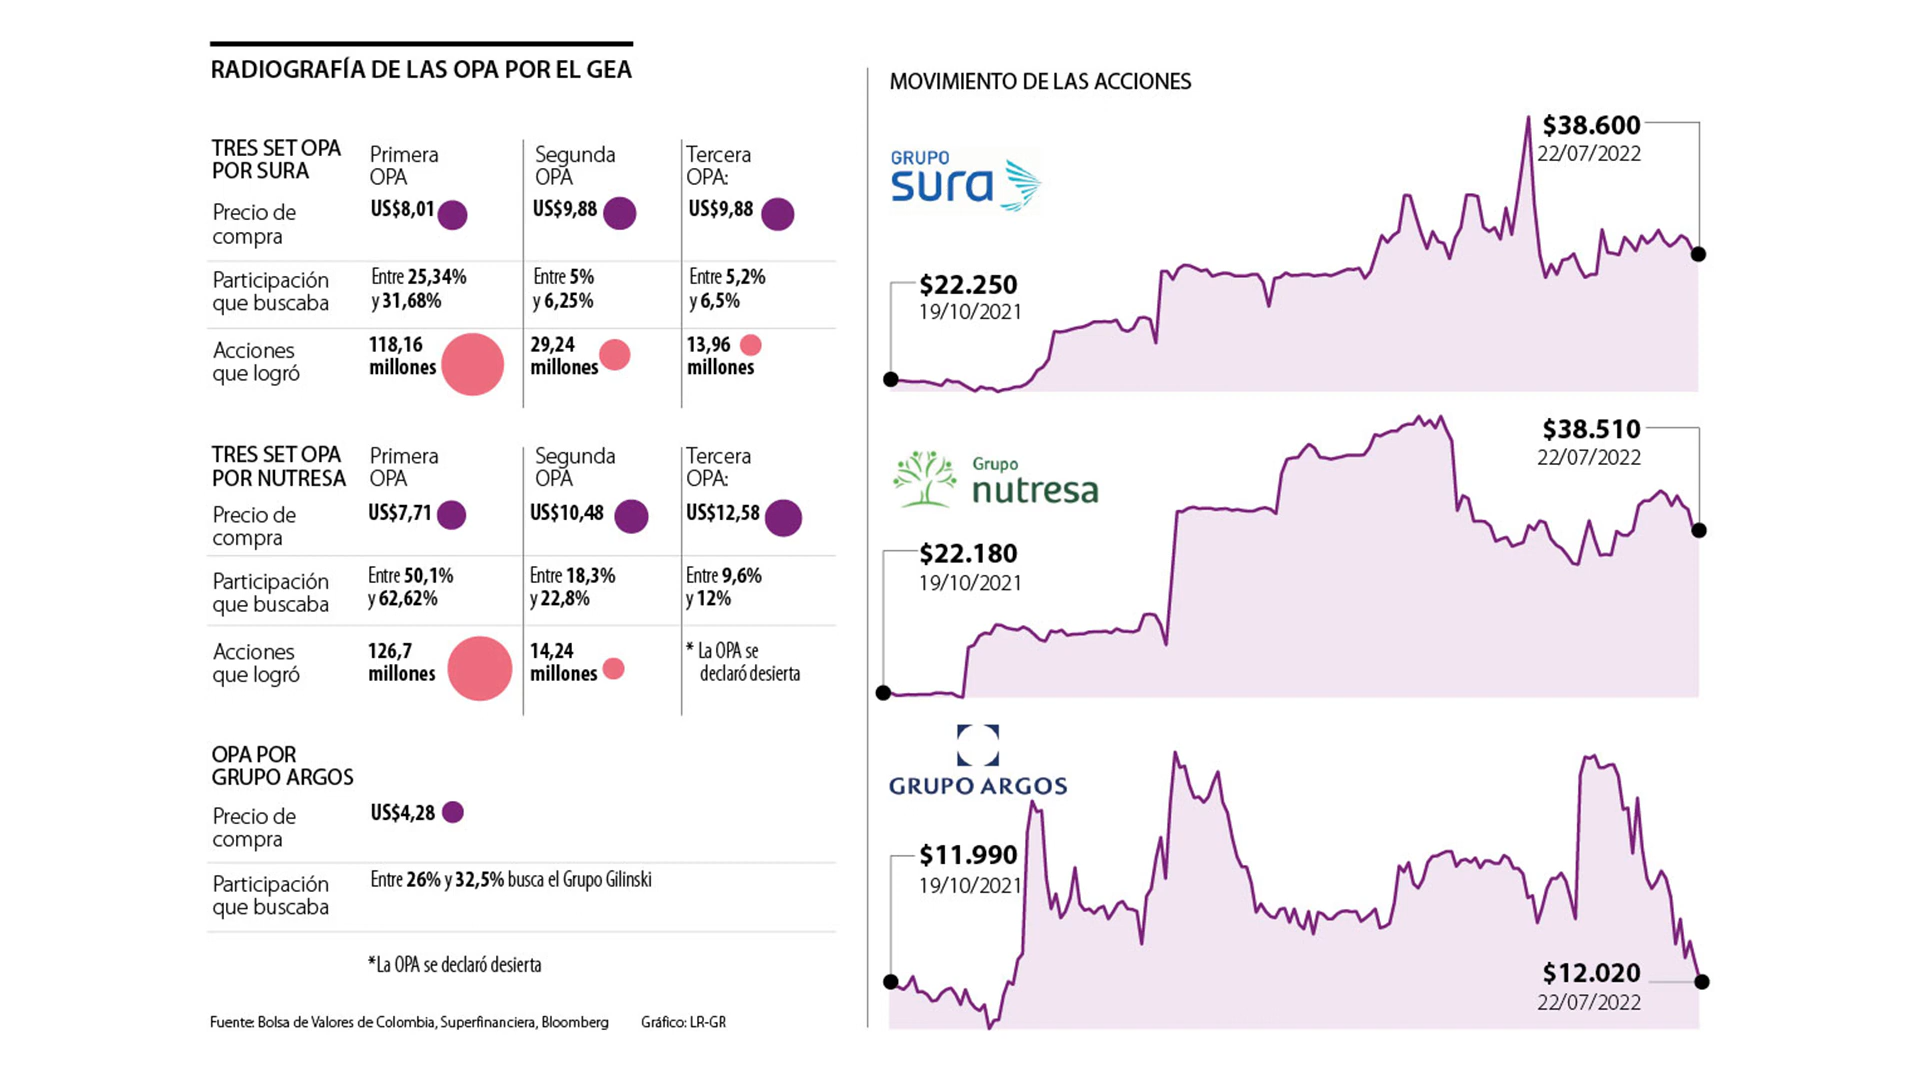 RADIOGRAFÍA DE LAS OPA POR EL GEA
TRES SET OPA
POR SURA
Primera
OPA
Segunda
OPA
Tercera
OPA:
Precio de
compra
US$8,01
US$9,88
US$9,88
Participación
que buscaba
Entre 25,34%
y 31,68%
Entre 5%
y 6,25%
Entre 5,2%
y 6,5%
Acciones
que logró
118,16
millones
29,24
millones
13,96
millones
TRES SET OPA
POR NUTRESA
Primera
OPA
Segunda
OPA
Tercera
OPA:
Precio de
compra
US$7,71
US$10,48
US$12,58
Participación
que buscaba
Entre 50,1%
y 62,62%
Entre 18,3%
y 22,8%
Entre 9,6%
y 12%
Acciones
que logró
126,7
millones
14,24
millones
* La OPA se
declaró desierta
OPA POR
GRUPO ARGOS
Precio de
compra
US$4,28
Participación
que buscaba
Entre 26% y 32,5% busca el Grupo Gilinski
*La OPA se declaró desierta
Fuente: Bolsa de Valores de Colombia, Superfinanciera, Bloomberg
Gráfico: LR-GR
MOVIMIENTO DE LAS ACCIONES
GRUPO
sura
$22.250
19/10/2021
$38.600
22/07/2022
Grupo
nutresa
$22.180
19/10/2021
$38.510
22/07/2022
GRUPO ARGOS
$11.990
19/10/2021
$12.020
22/07/2022